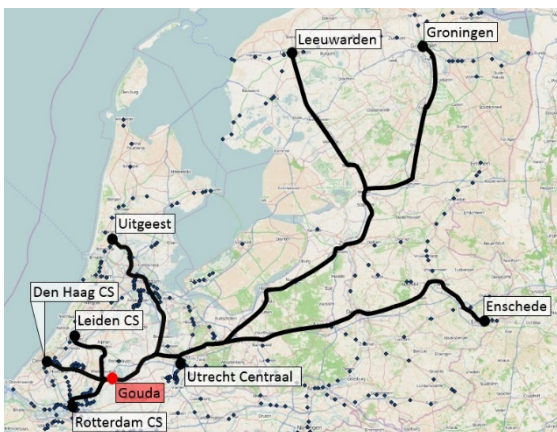 Leeuwarden
Groningen
Uitgeest
Den Haag CS
Leiden CS
Enschede
Utrecht Centraal
Gouda
Rotterdam CS